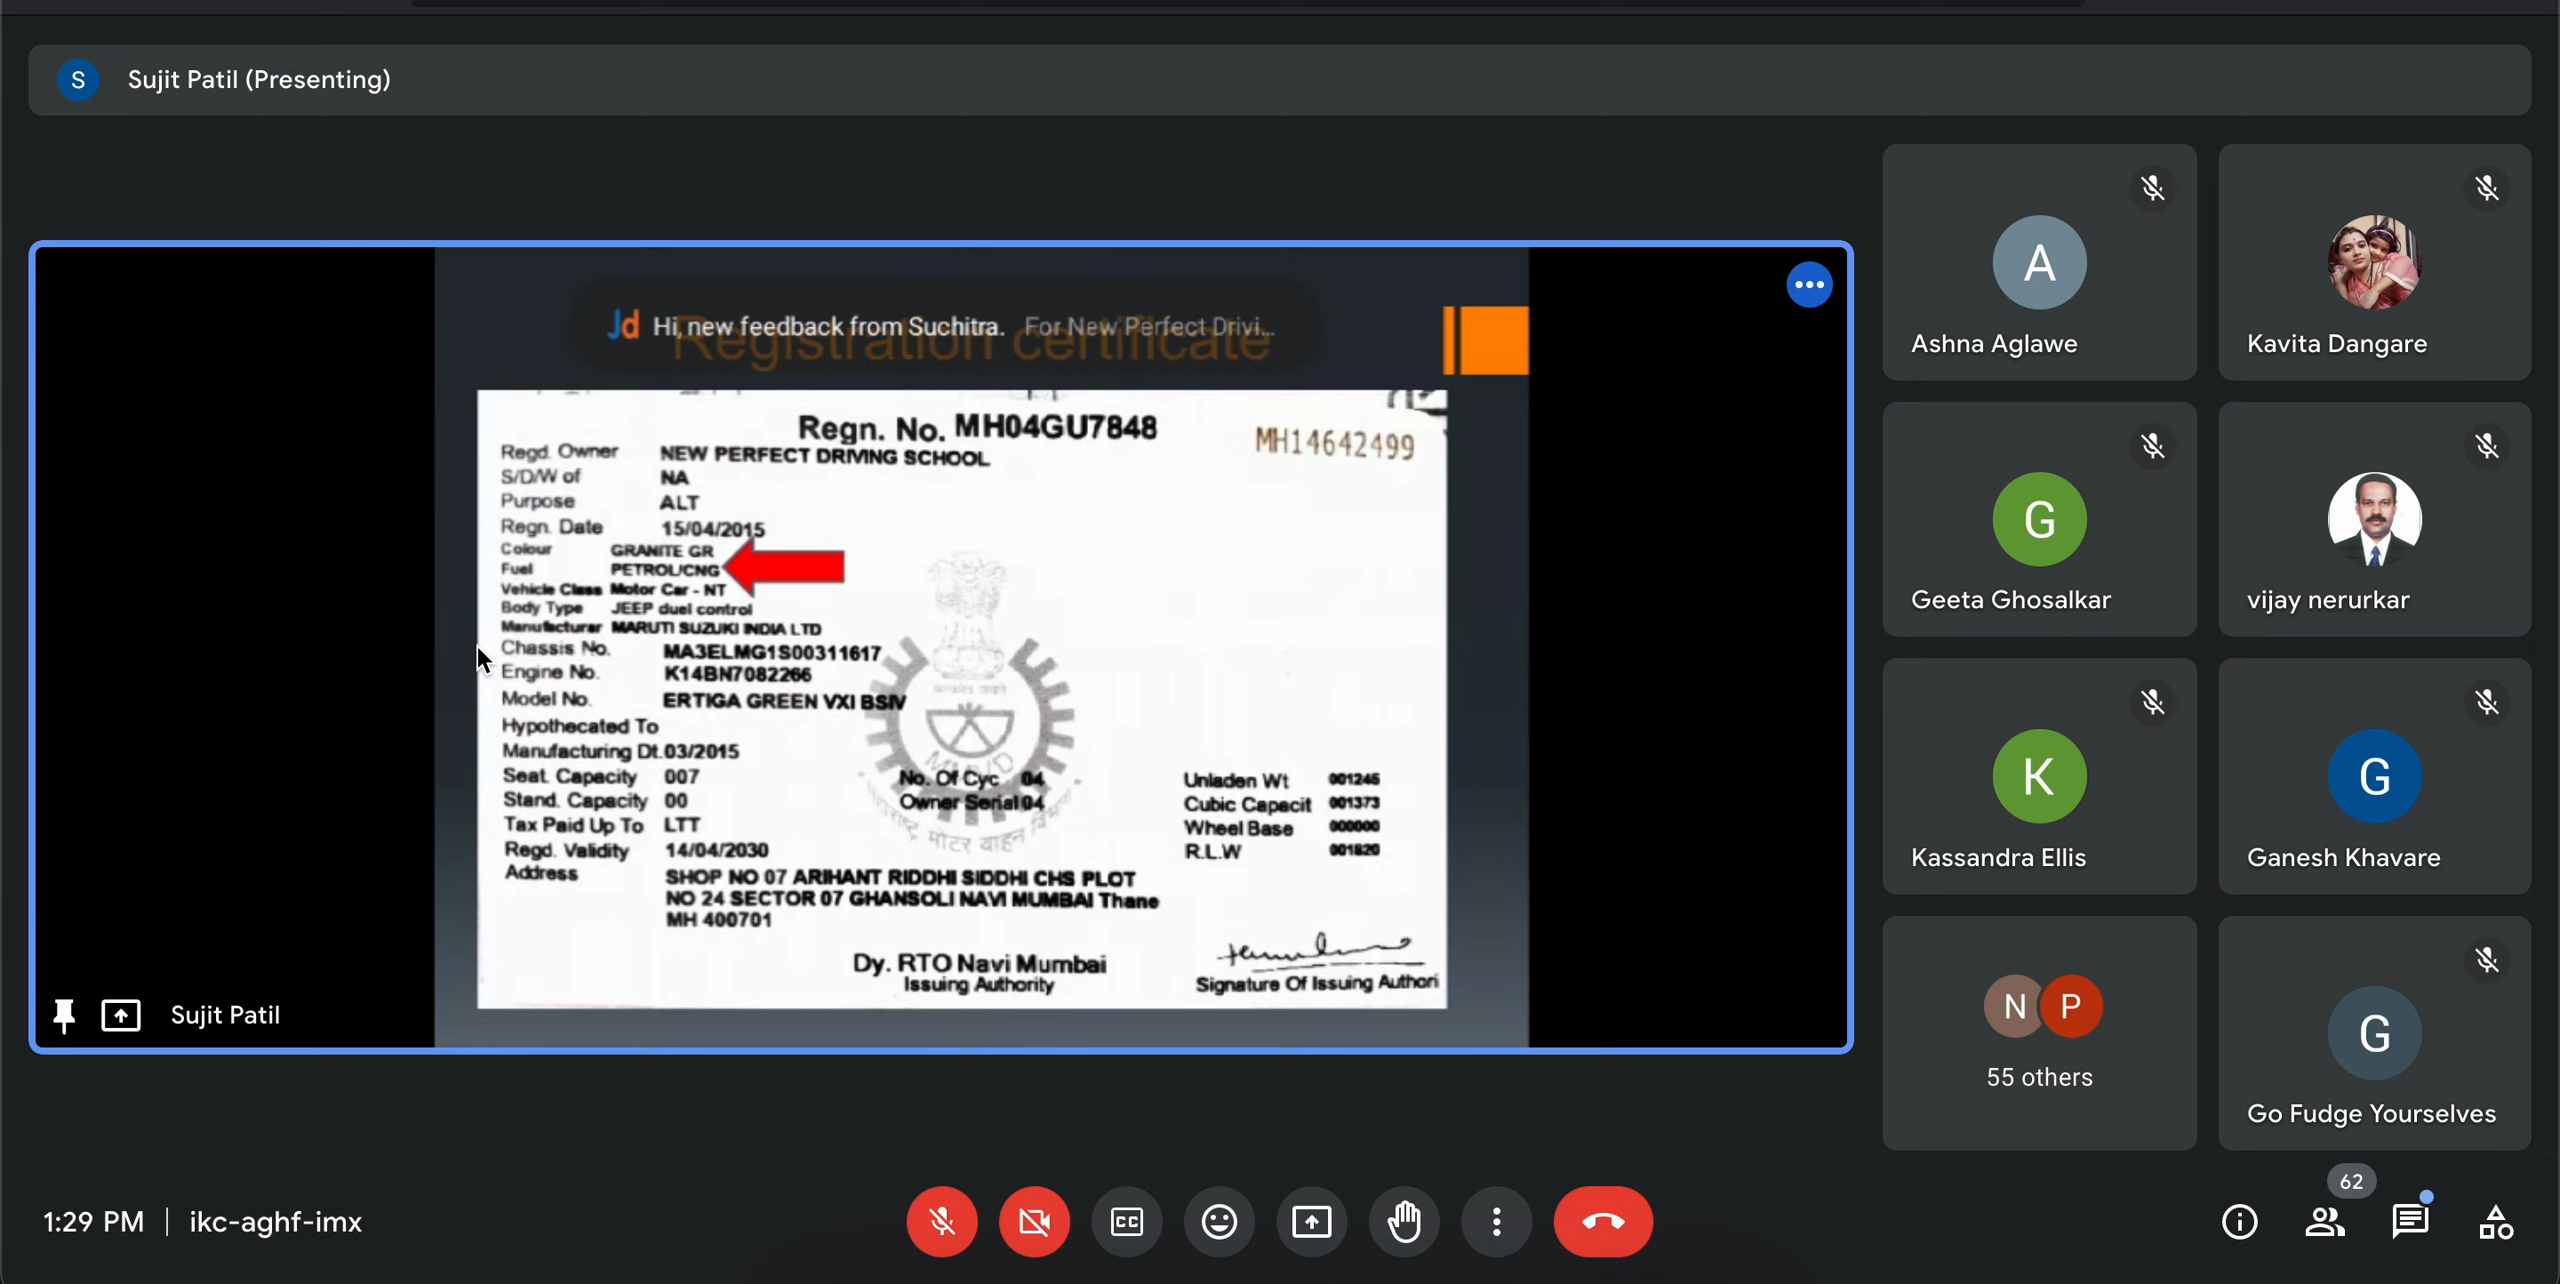 S Sujit Patil (Presenting)
Jd Hi, new feedback from Suchitra. For New Perfect Drivi...
Registration certificate
Regn. No. MH04GU7848
MH14642499
Regd. Owner NEW PERFECT DRIVING SCHOOL
S/D/W of NA
Purpose ALT
Regn. Date 15/04/2015
Colour GRANITE GR
Fuel PETROL/CNG
Vehicle Class Motor Car - NT
Body Type JEEP duel control
Manufacturer MARUTI SUZUKI INDIA LTD
Chassis No. MA3ELMG1S00311617
Engine No. K14BN7082266
Model No. ERTIGA GREEN VXI BSIV
Hypothecated To
Manufacturing Dt. 03/2015
Seat. Capacity 007 No. Of Cyc 04 Unladen Wt 001245
Stand. Capacity 00 Owner Serial 04 Cubic Capacit 001373
Tax Paid Up To LTT Wheel Base 000000
Regd. Validity 14/04/2030 R.L.W 001820
मोटर वाहन
Address SHOP NO 07 ARIHANT RIDDHI SIDDHI CHS PLOT
NO 24 SECTOR 07 GHANSOLI NAVI MUMBAI Thane
MH 400701
Dy. RTO Navi Mumbai
Issuing Authority
Signature Of Issuing Authori
Sujit Patil
A
Ashna Aglawe
Kavita Dangare
G
Geeta Ghosalkar
vijay nerurkar
K
Kassandra Ellis
G
Ganesh Khavare
N P
55 others
G
Go Fudge Yourselves
1:29 PM | ikc-aghf-imx
CC
62